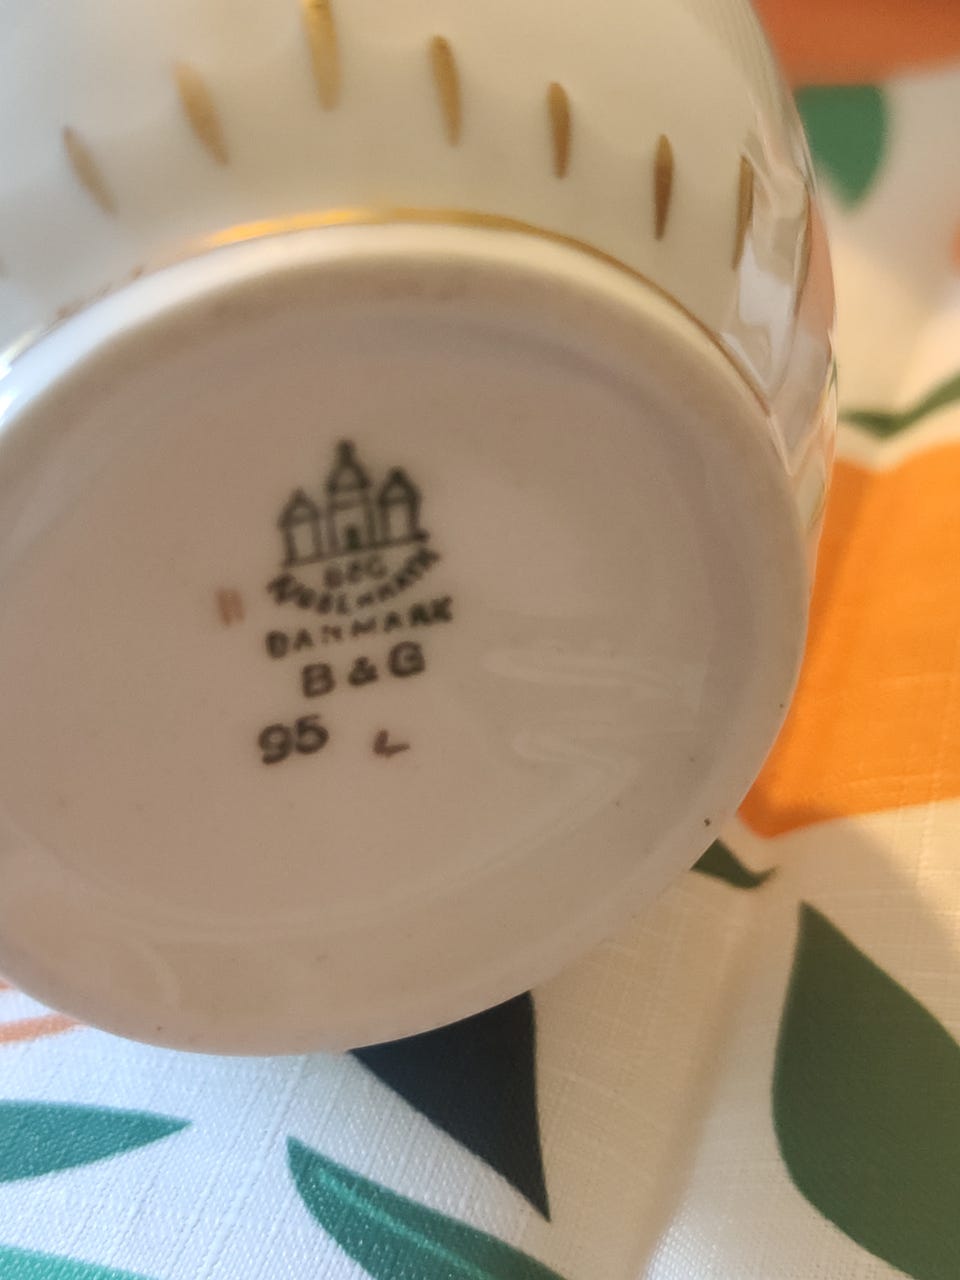 B&G
KJØBENHAVN
DANMARK
B & G
95